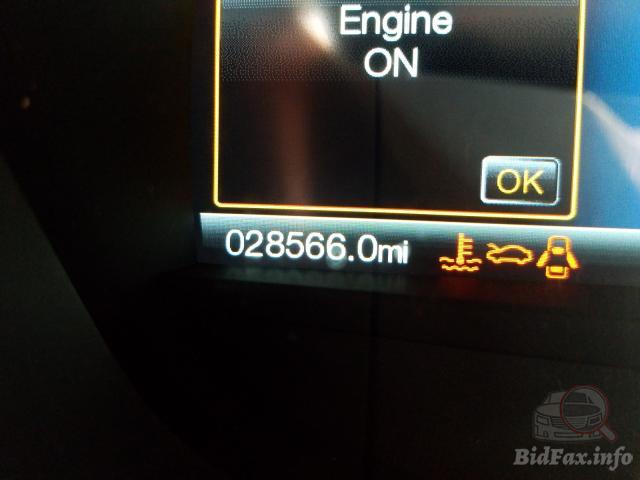 Engine
ON
OK
028566.0mi
BidFax.info